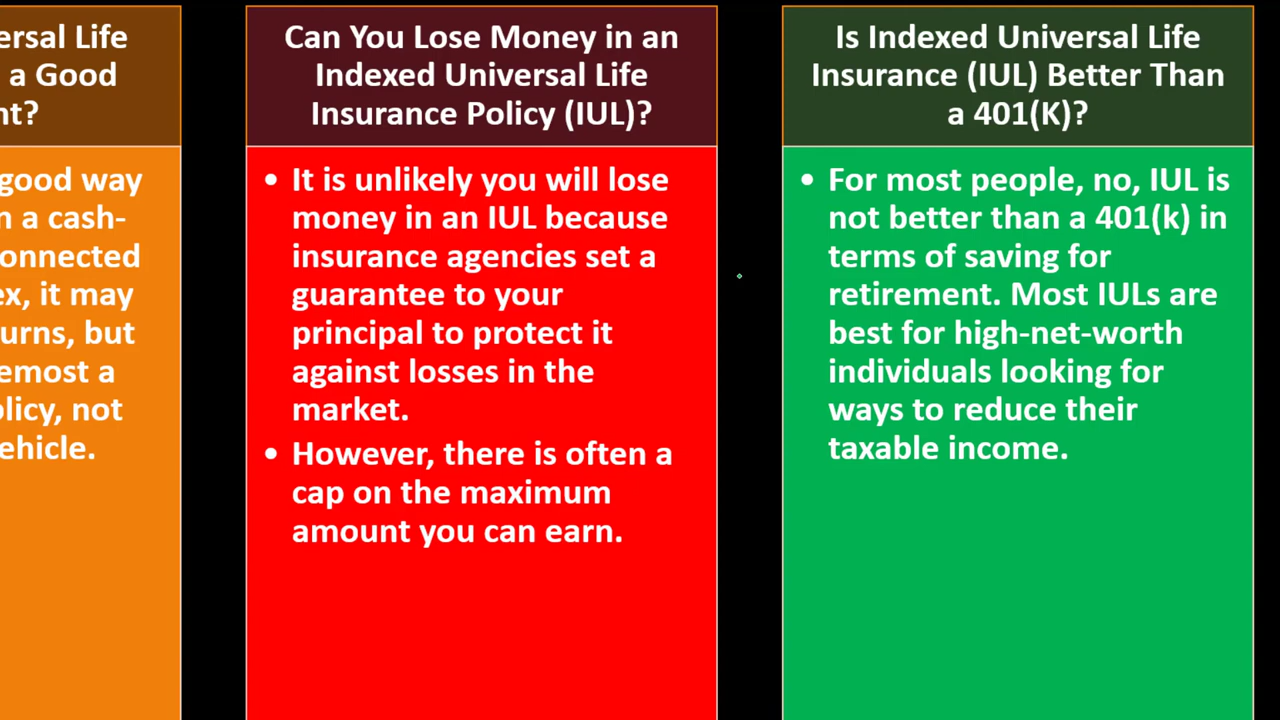 ersal Life
a Good
nt?
good way
n a cash-
onnected
ex, it may
urns, but
emost a
olicy, not
ehicle.
Can You Lose Money in an
Indexed Universal Life
Insurance Policy (IUL)?
• It is unlikely you will lose
money in an IUL because
insurance agencies set a
guarantee to your
principal to protect it
against losses in the
market.
• However, there is often a
cap on the maximum
amount you can earn.
Is Indexed Universal Life
Insurance (IUL) Better Than
a 401(K)?
• For most people, no, IUL is
not better than a 401(k) in
terms of saving for
retirement. Most IULs are
best for high-net-worth
individuals looking for
ways to reduce their
taxable income.